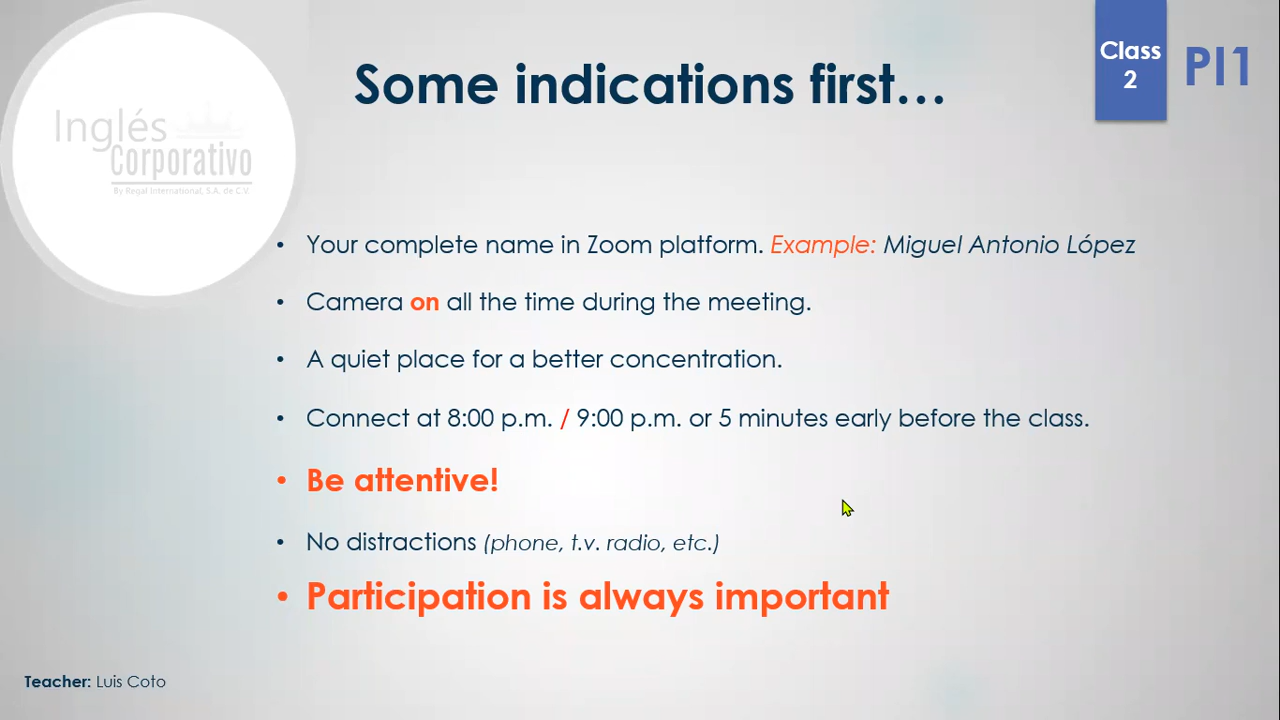 Some indications first…
Class
2
PI1
Inglés
Corporativo
By Regal International, S.A. de C.V.
• Your complete name in Zoom platform. Example: Miguel Antonio López
• Camera on all the time during the meeting.
• A quiet place for a better concentration.
• Connect at 8:00 p.m. / 9:00 p.m. or 5 minutes early before the class.
• Be attentive!
• No distractions (phone, t.v. radio, etc.)
• Participation is always important
Teacher: Luis Coto